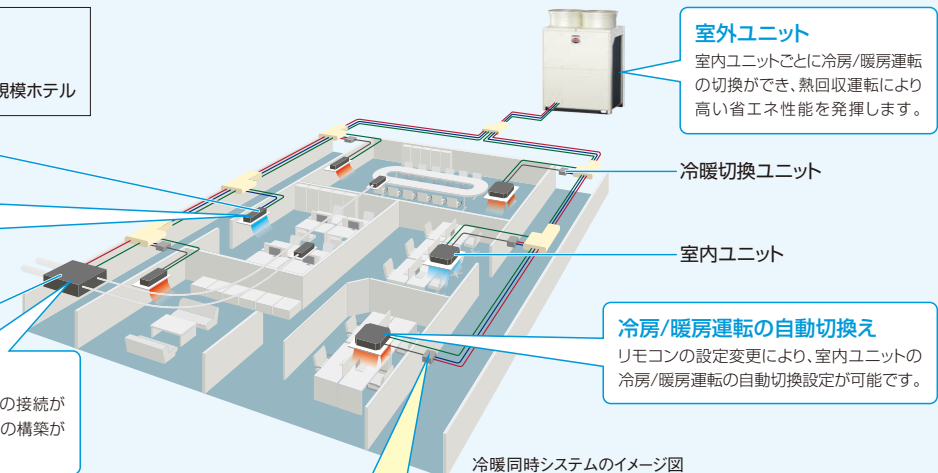 規模ホテル
室外ユニット
室内ユニットごとに冷房/暖房運転
の切換ができ、熱回収運転により
高い省エネ性能を発揮します。
冷暖切換ユニット
室内ユニット
冷房/暖房運転の自動切換え
リモコンの設定変更により、室内ユニットの
冷房/暖房運転の自動切換設定が可能です。
の接続が
の構築が
冷暖同時システムのイメージ図